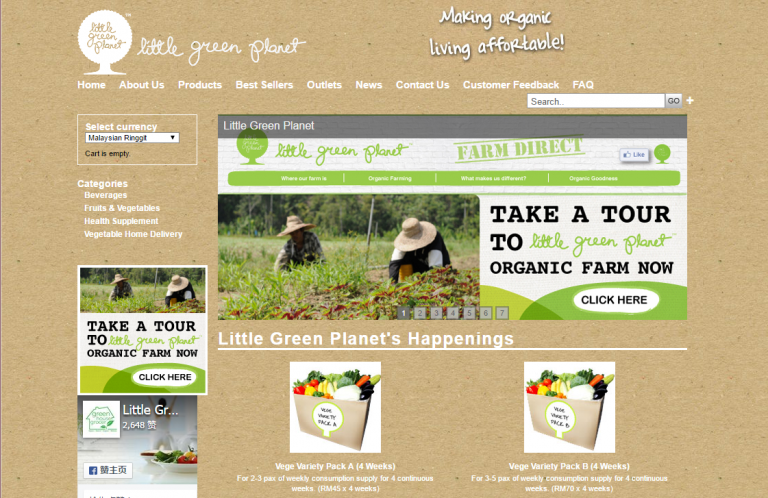 little green planet
little green planet
Making organic
living affortable!
Home About Us Products Best Sellers Outlets News Contact Us Customer Feedback FAQ
Search.. GO +
Select currency
Malaysian Ringgit
Cart is empty.
Categories
Beverages
Fruits & Vegetables
Health Supplement
Vegetable Home Delivery
TAKE A TOUR
TO little green planet
ORGANIC FARM NOW
CLICK HERE
Little Gr...
2,648 赞
green
grocer
赞主页
Little Green Planet
little green planet
FARM DIRECT
Like
Where our farm is Organic Farming What makes us different? Organic Goodness
TAKE A TOUR
TO little green planet
ORGANIC FARM NOW
CLICK HERE
1 2 3 4 5 6 7
Little Green Planet's Happenings
VEGE
VARIETY
PACK A
Vege Variety Pack A (4 Weeks)
For 2-3 pax of weekly consumption supply for 4 continuous
weeks. (RM45 x 4 weeks)
VEGE
VARIETY
PACK B
Vege Variety Pack B (4 Weeks)
For 3-5 pax of weekly consumption supply for 4 continuous
weeks. (RM70 x 4 weeks)